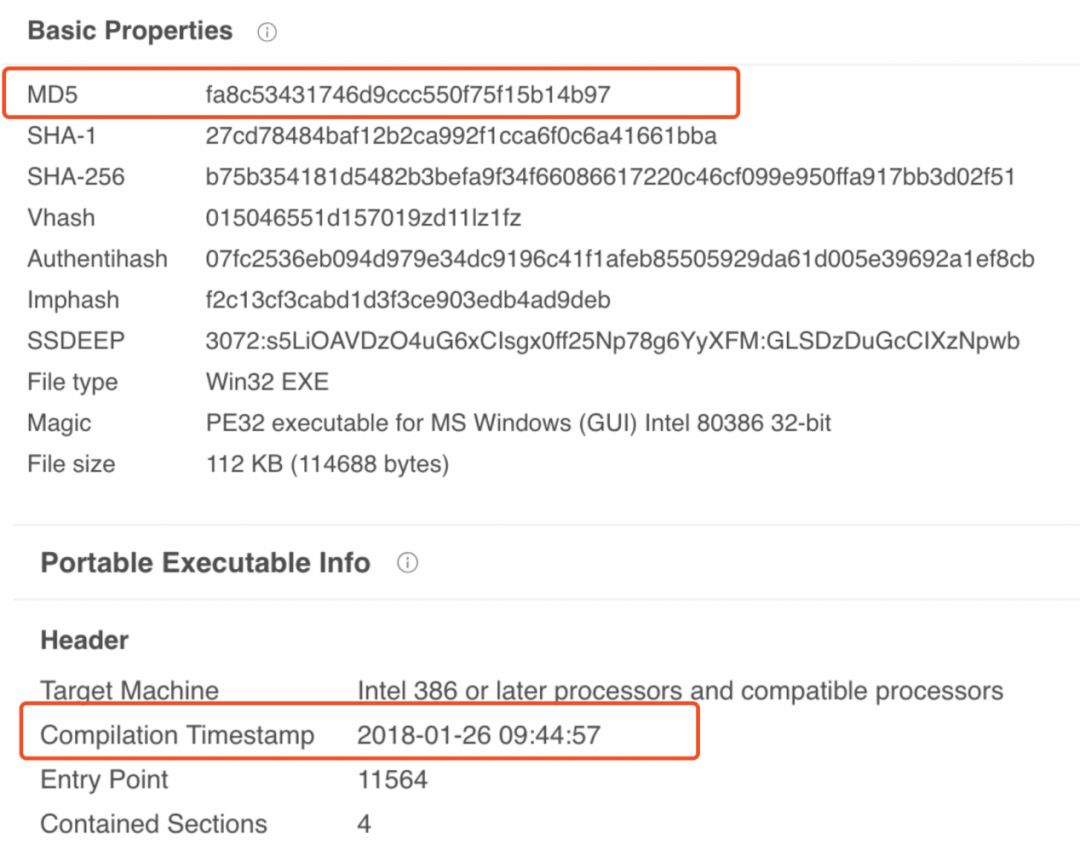 Basic Properties
MD5 fa8c53431746d9ccc550f75f15b14b97
SHA-1 27cd78484baf12b2ca992f1cca6f0c6a41661bba
SHA-256 b75b354181d5482b3befa9f34f66086617220c46cf099e950ffa917bb3d02f51
Vhash 015046551d157019zd11lz1fz
Authentihash 07fc2536eb094d979e34dc9196c41f1afeb85505929da61d005e39692a1ef8cb
Imphash f2c13cf3cabd1d3f3ce903edb4ad9deb
SSDEEP 3072:s5LiOAVDzO4uG6xCIsgx0ff25Np78g6YyXFM:GLSDzDuGcCIXzNpwb
File type Win32 EXE
Magic PE32 executable for MS Windows (GUI) Intel 80386 32-bit
File size 112 KB (114688 bytes)
Portable Executable Info
Header
Target Machine Intel 386 or later processors and compatible processors
Compilation Timestamp 2018-01-26 09:44:57
Entry Point 11564
Contained Sections 4